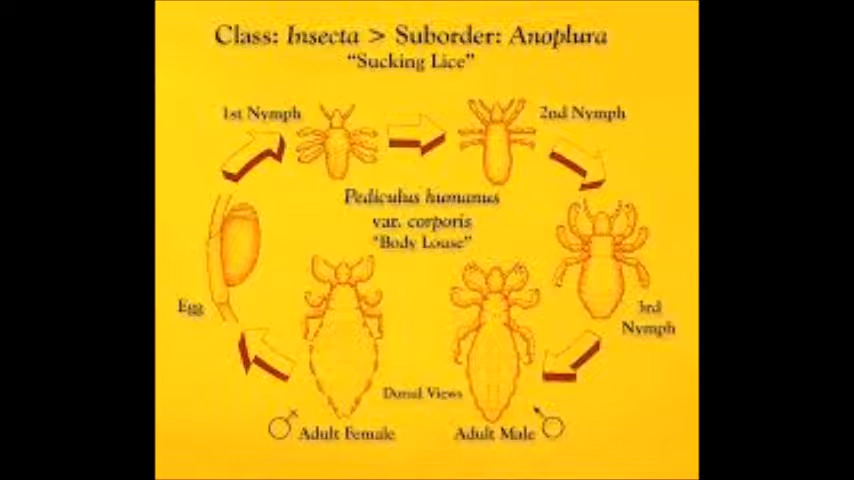 Class: Insecta > Suborder: Anoplura
"Sucking Lice"
1st Nymph
2nd Nymph
Pediculus humanus
var. corporis
"Body Louse"
Egg
3rd
Nymph
Dorsal Views
Adult Female
Adult Male